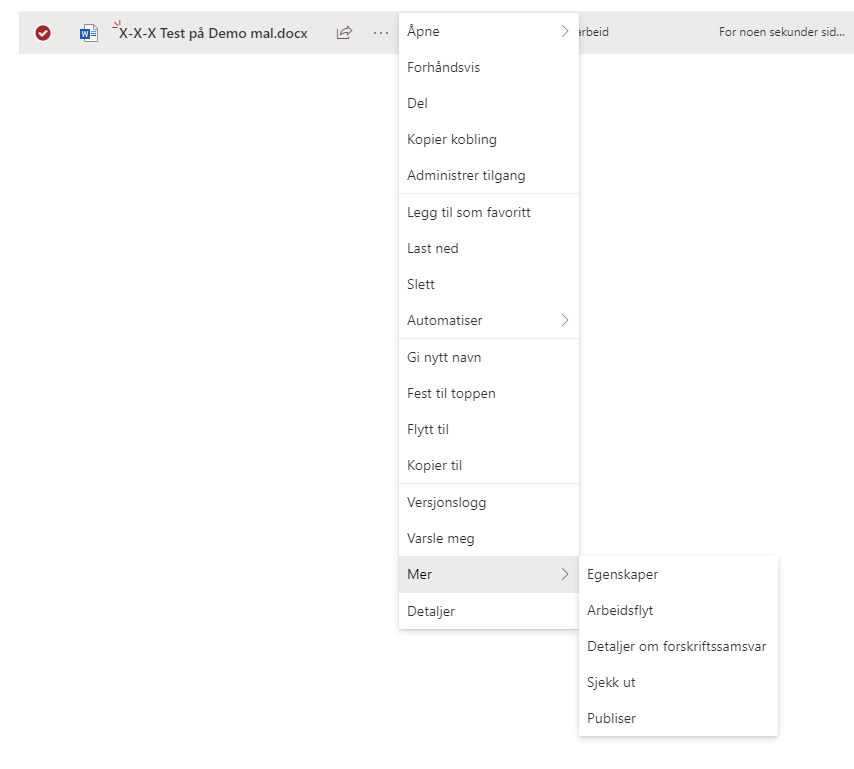 X-X-X Test på Demo mal.docx
arbeid
For noen sekunder sid...
Åpne
Forhåndsvis
Del
Kopier kobling
Administrer tilgang
Legg til som favoritt
Last ned
Slett
Automatiser
Gi nytt navn
Fest til toppen
Flytt til
Kopier til
Versjonslogg
Varsle meg
Mer
Detaljer
Egenskaper
Arbeidsflyt
Detaljer om forskriftssamsvar
Sjekk ut
Publiser